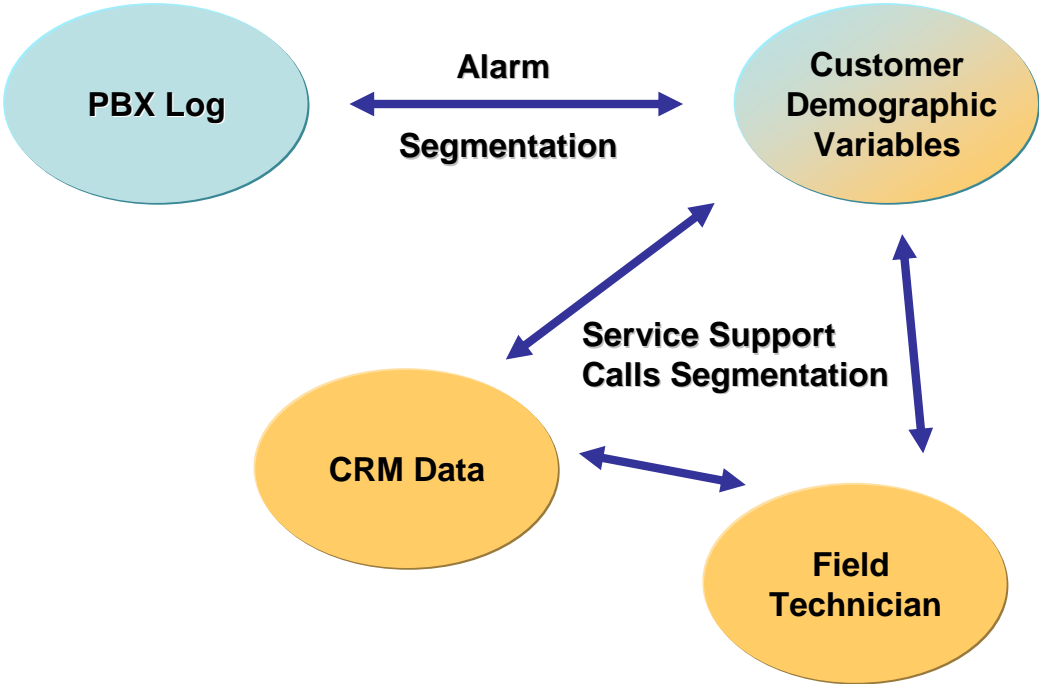 PBX Log
Alarm
Segmentation
Customer
Demographic
Variables
Service Support
Calls Segmentation
CRM Data
Field
Technician